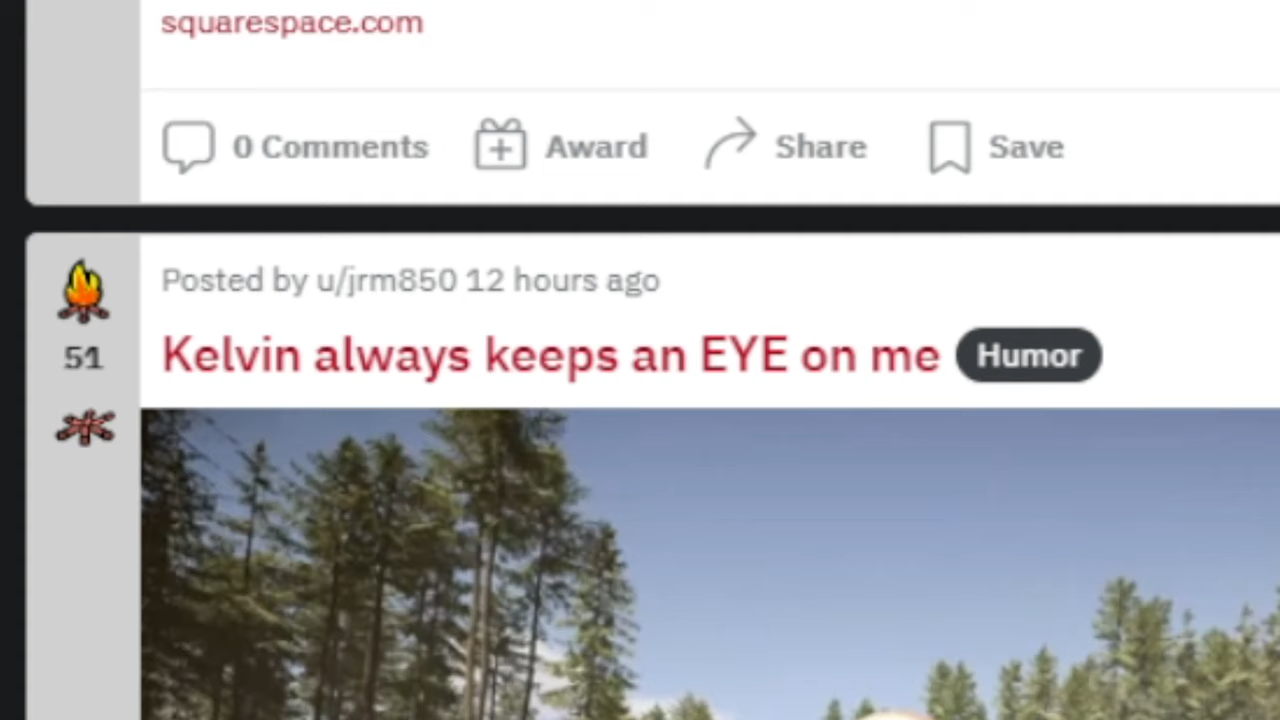 squarespace.com
0 Comments Award Share Save
Posted by u/jrm850 12 hours ago
51
Kelvin always keeps an EYE on me Humor